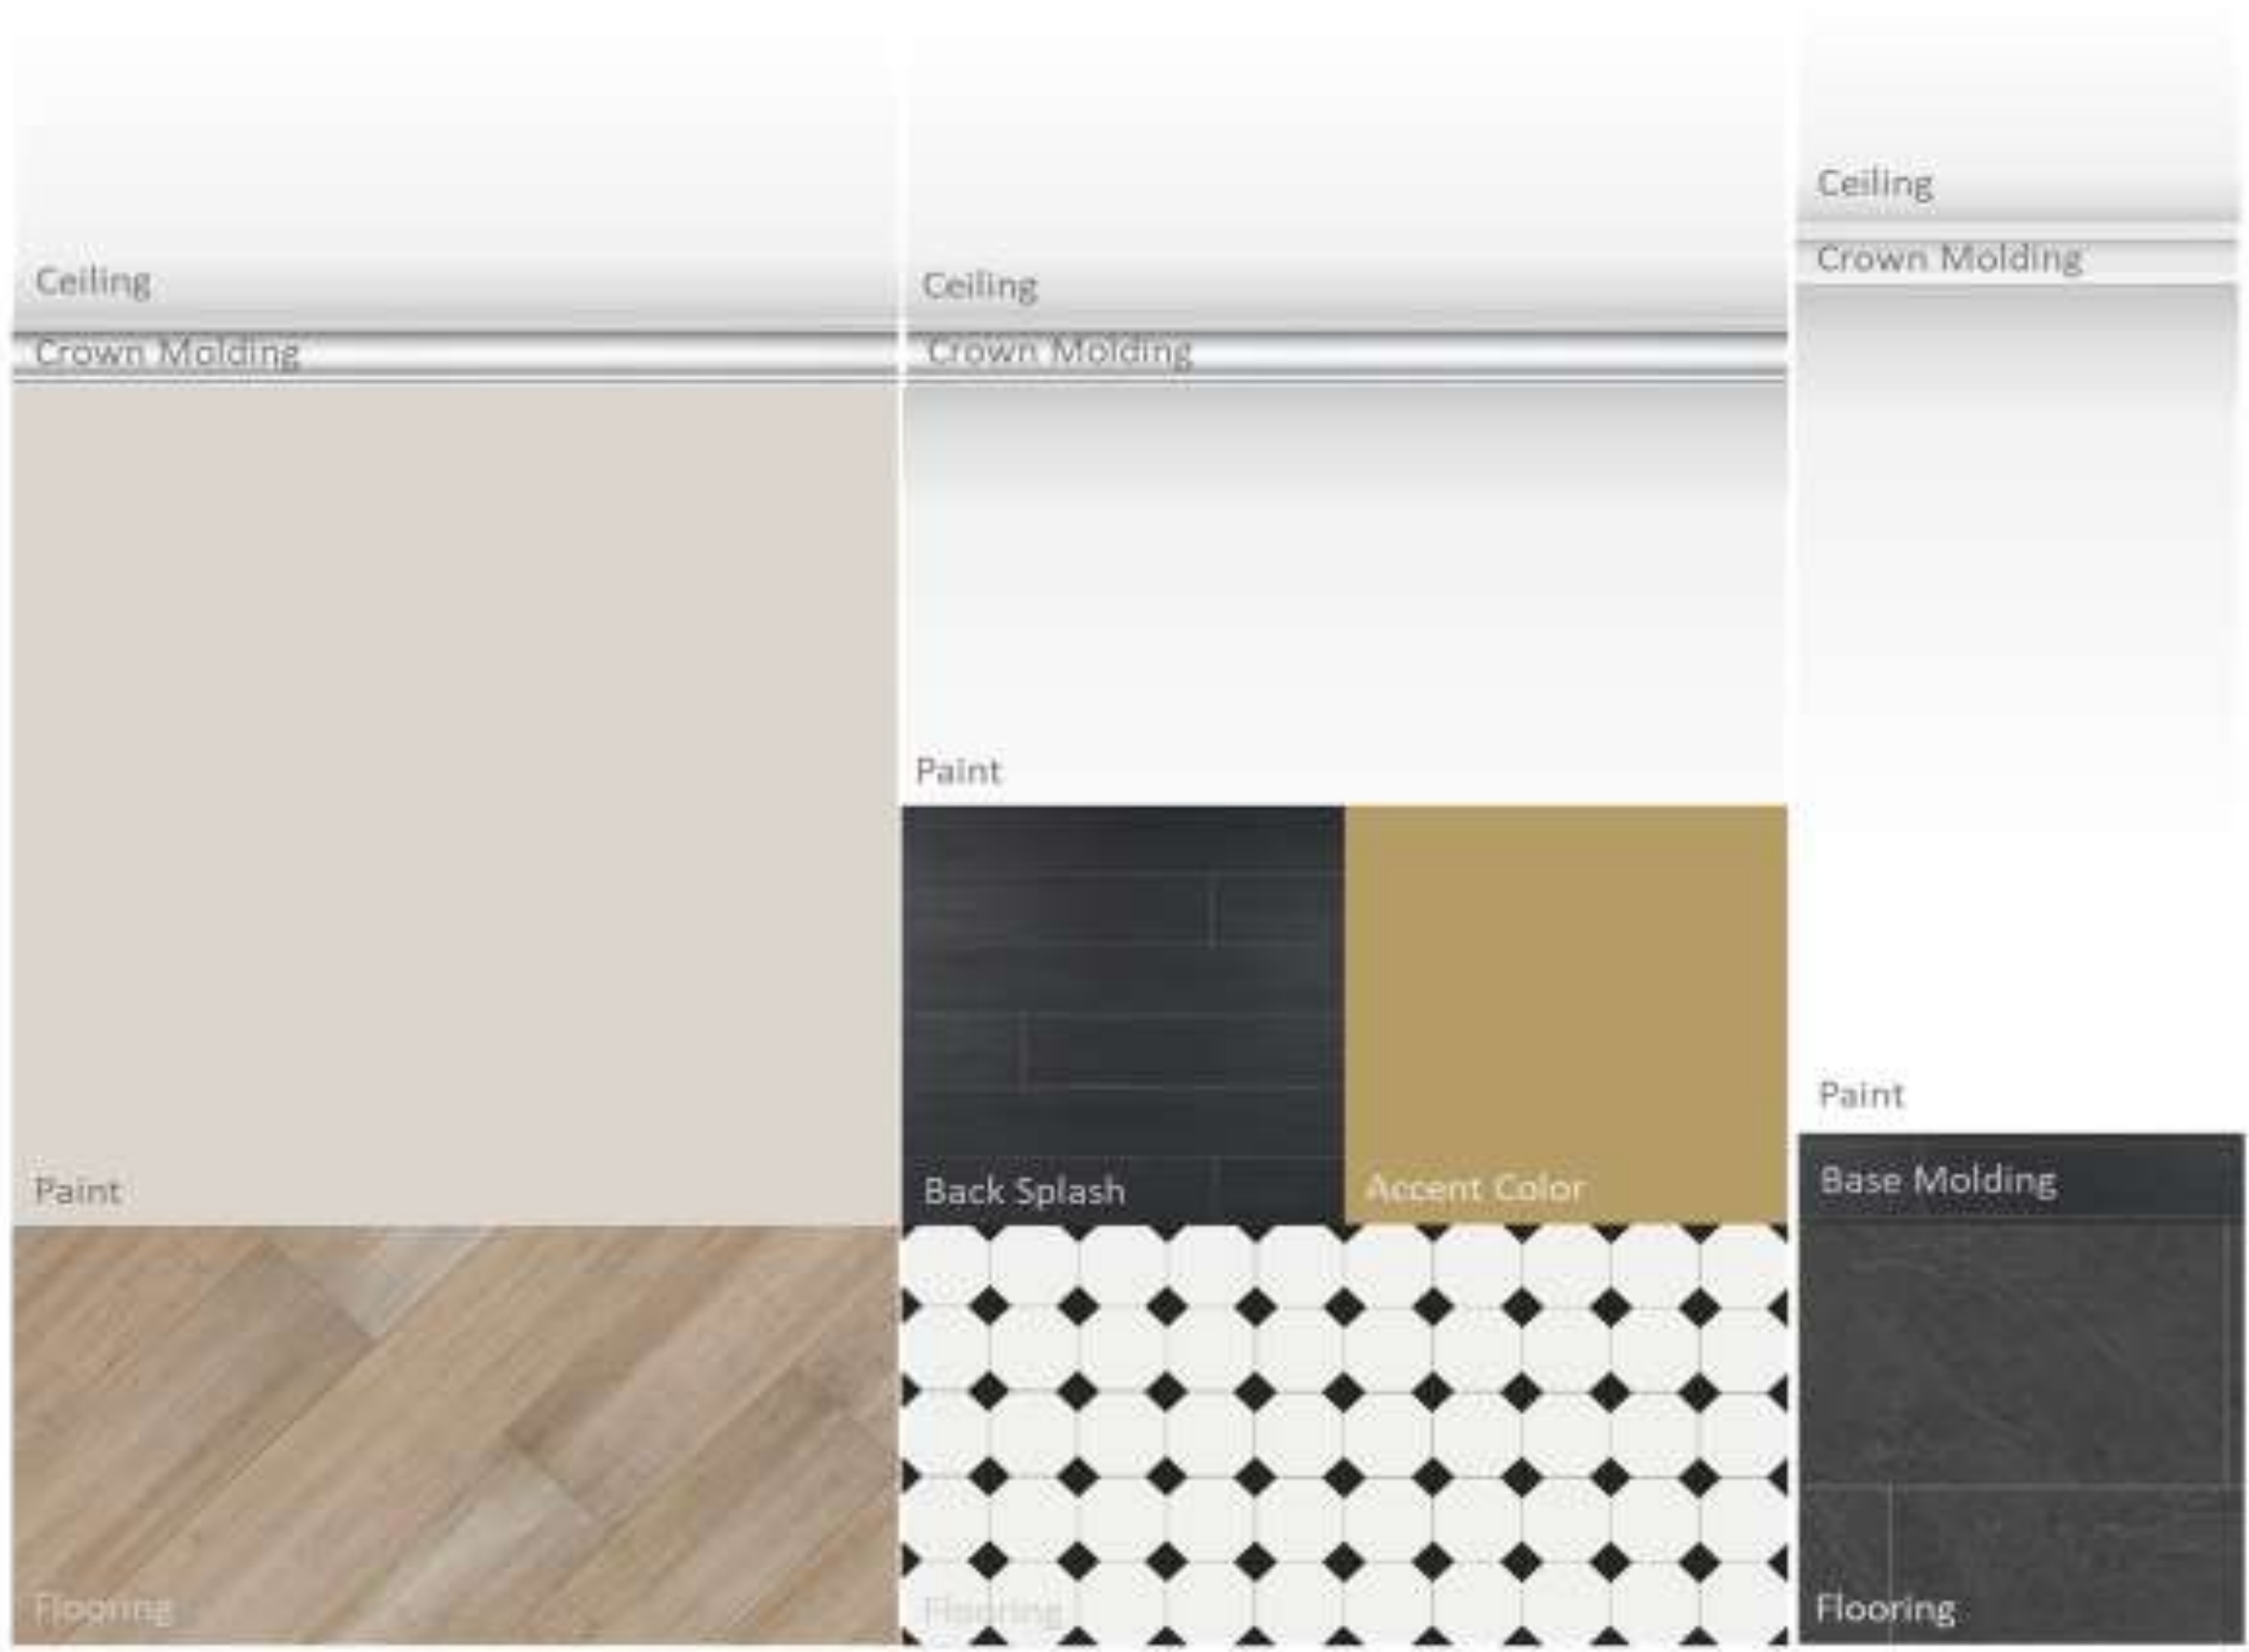 Ceiling
Crown Molding
Paint
Flooring
Ceiling
Crown Molding
Paint
Back Splash
Accent Color
Flooring
Ceiling
Crown Molding
Paint
Base Molding
Flooring